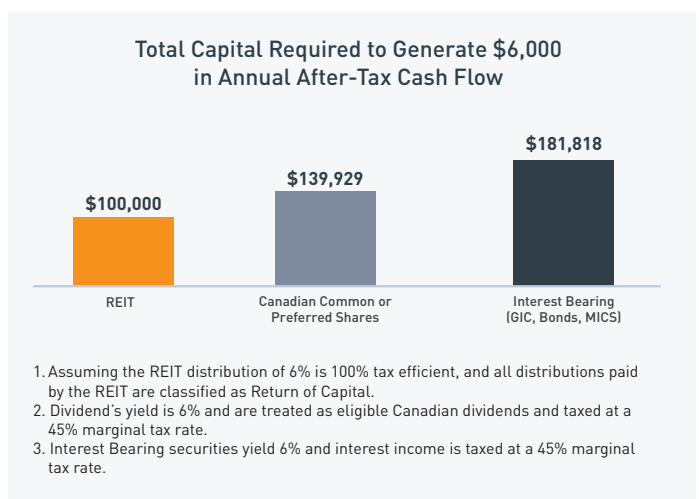 Total Capital Required to Generate $6,000
in Annual After-Tax Cash Flow
$181,818
$139,929
$100,000
REIT
Canadian Common or
Preferred Shares
Interest Bearing
(GIC, Bonds, MICS)
1. Assuming the REIT distribution of 6% is 100% tax efficient, and all distributions paid
by the REIT are classified as Return of Capital.
2. Dividend's yield is 6% and are treated as eligible Canadian dividends and taxed at a
45% marginal tax rate.
3. Interest Bearing securities yield 6% and interest income is taxed at a 45% marginal
tax rate.